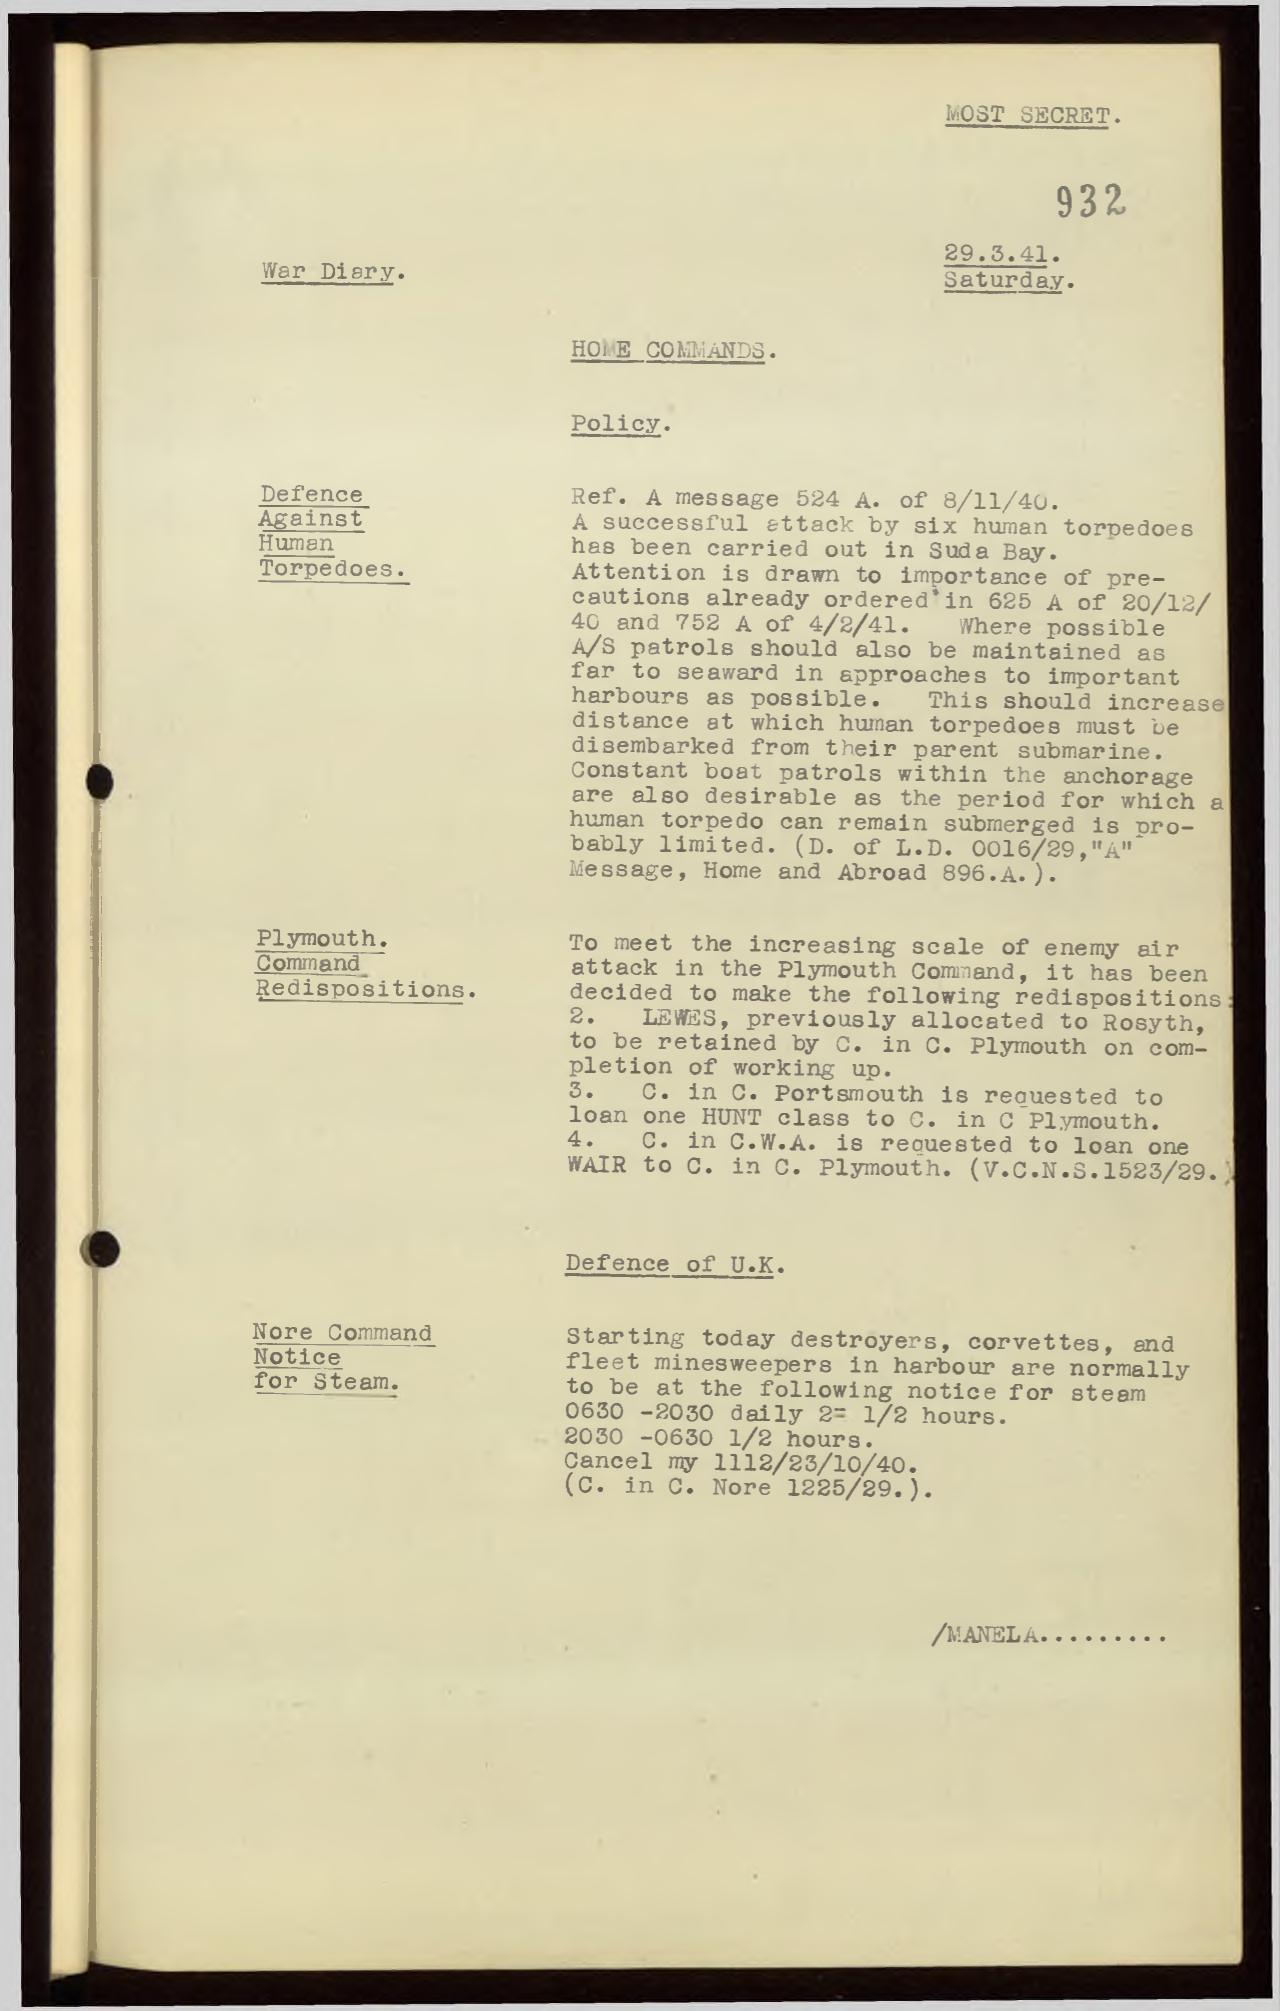 MOST SECRET.
932
29.3.41.
Saturday.
War Diary.
HOME COMMANDS.
Policy.
Defence
Against
Human
Torpedoes.
Ref. A message 524 A. of 8/11/40.
A successful attack by six human torpedoes
has been carried out in Suda Bay.
Attention is drawn to importance of pre-
cautions already ordered in 625 A of 20/12/
40 and 752 A of 4/2/41. Where possible
A/S patrols should also be maintained as
far to seaward in approaches to important
harbours as possible. This should increase
distance at which human torpedoes must be
disembarked from their parent submarine.
Constant boat patrols within the anchorage
are also desirable as the period for which a
human torpedo can remain submerged is pro-
bably limited. (D. of L.D. 0016/29,"A"
Message, Home and Abroad 896.A.).
Plymouth.
Command
Redispositions.
To meet the increasing scale of enemy air
attack in the Plymouth Command, it has been
decided to make the following redispositions:
2. LEWES, previously allocated to Rosyth,
to be retained by C. in C. Plymouth on com-
pletion of working up.
3. C. in C. Portsmouth is requested to
loan one HUNT class to C. in C Plymouth.
4. C. in C.W.A. is requested to loan one
WAIR to C. in C. Plymouth. (V.C.N.S.1523/29.)
Defence of U.K.
Nore Command
Notice
for Steam.
Starting today destroyers, corvettes, and
fleet minesweepers in harbour are normally
to be at the following notice for steam
0630 -2030 daily 2= 1/2 hours.
2030 -0630 1/2 hours.
Cancel my 1112/23/10/40.
(C. in C. Nore 1225/29.).
/MANELA.........